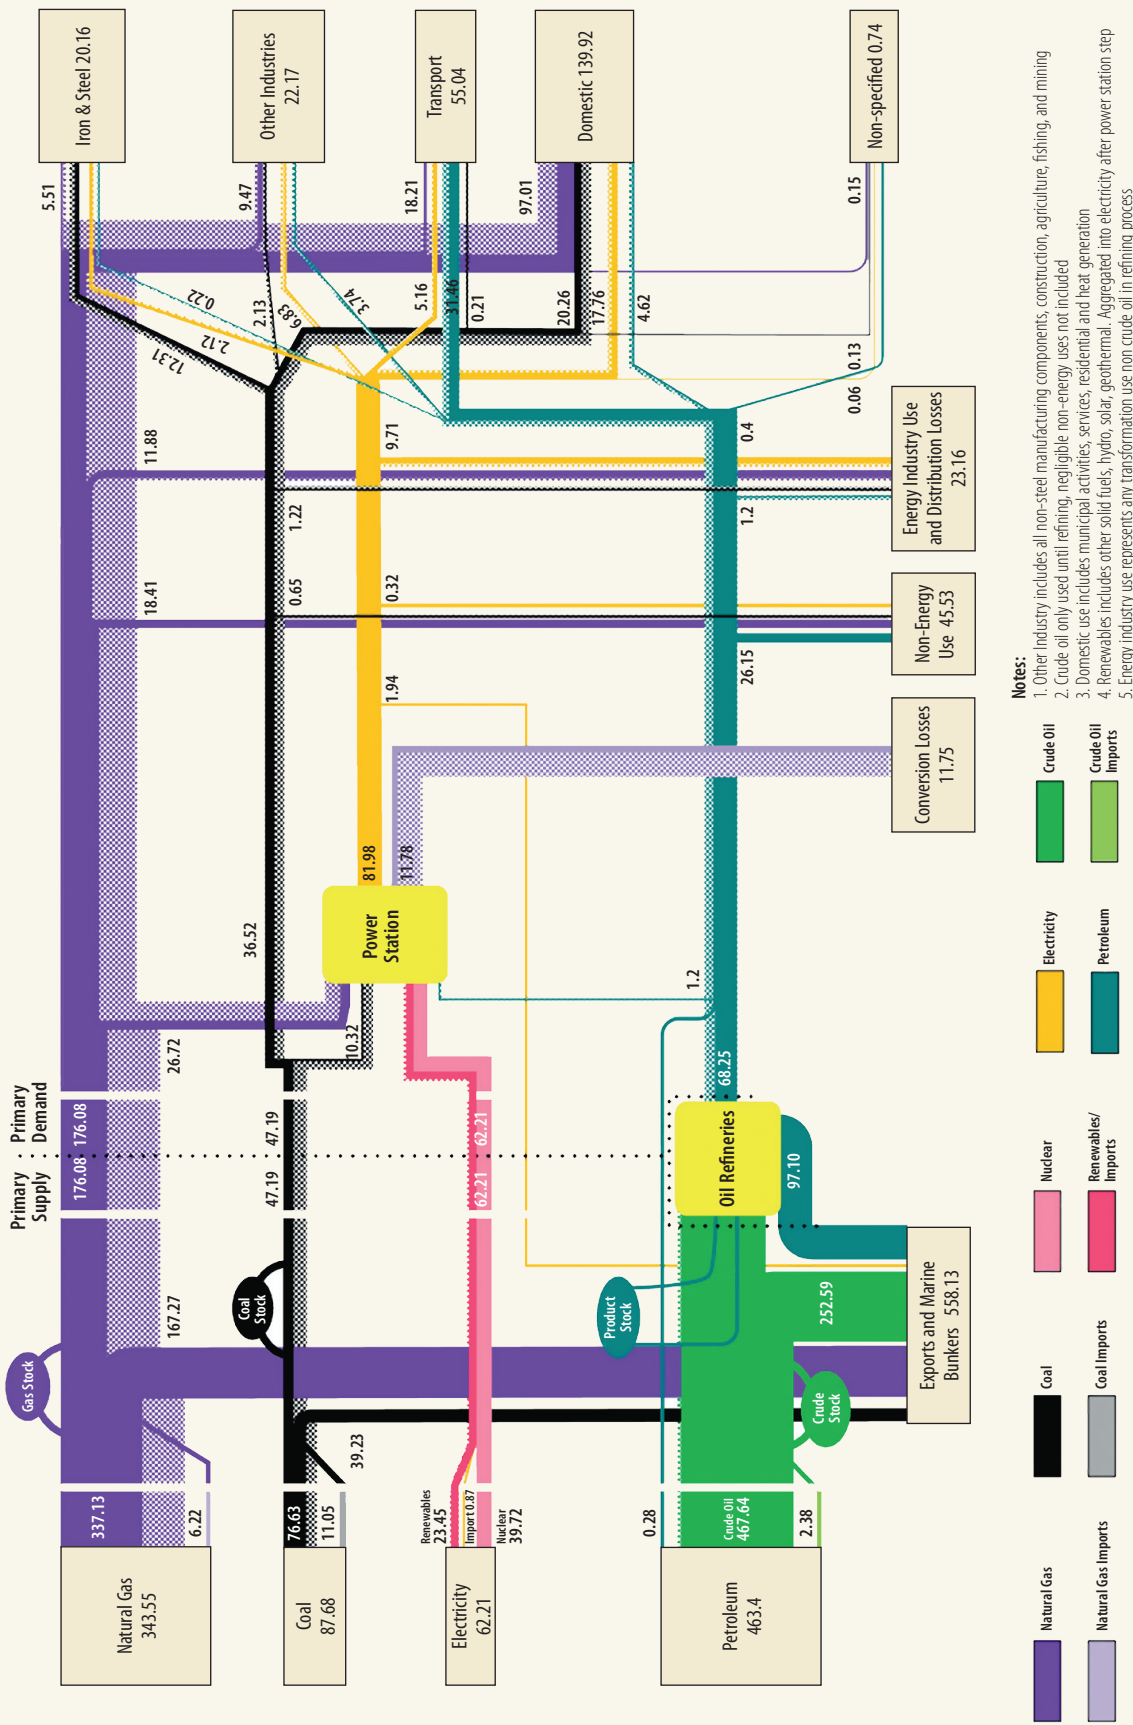 Natural Gas
343.55
Coal
87.68
Electricity
62.21
Petroleum
463.4
337.13
6.22
76.63
11.05
Renewables
23.45
Import 0.87
Nuclear
39.72
0.28
Crude Oil
467.64
2.38
Gas Stock
Coal
Stock
Product
Stock
Crude
Stock
39.23
167.27
252.59
97.10
Exports and Marine
Bunkers 558.13
Primary
Supply
Primary
Demand
176.08
176.08
47.19
47.19
62.21
62.21
Oil Refineries
68.25
26.72
10.32
1.2
36.52
Power
Station
81.98
11.78
Conversion Losses
11.75
1.94
18.41
0.65
0.32
26.15
Non-Energy
Use 45.53
11.88
1.22
9.71
1.2
0.4
Energy Industry Use
and Distribution Losses
23.16
12.31
2.12
0.22
2.13
6.83
3.74
5.16
31.46
0.21
20.26
17.76
4.62
0.06
0.13
0.15
5.51
9.47
18.21
97.01
Iron & Steel 20.16
Other Industries
22.17
Transport
55.04
Domestic 139.92
Non-specified 0.74
Natural Gas
Coal
Nuclear
Electricity
Crude Oil
Natural Gas Imports
Coal Imports
Renewables/
Imports
Petroleum
Crude Oil
Imports
Notes:
1. Other Industry includes all non-steel manufacturing components, construction, agriculture, fishing, and mining
2. Crude oil only used until refining, negligible non-energy uses not included
3. Domestic use includes municipal activities, services, residential and heat generation
4. Renewables includes other solid fuels, hydro, solar, geothermal. Aggregated into electricity after power station step
5. Energy industry use represents any transformation use non crude oil in refining process